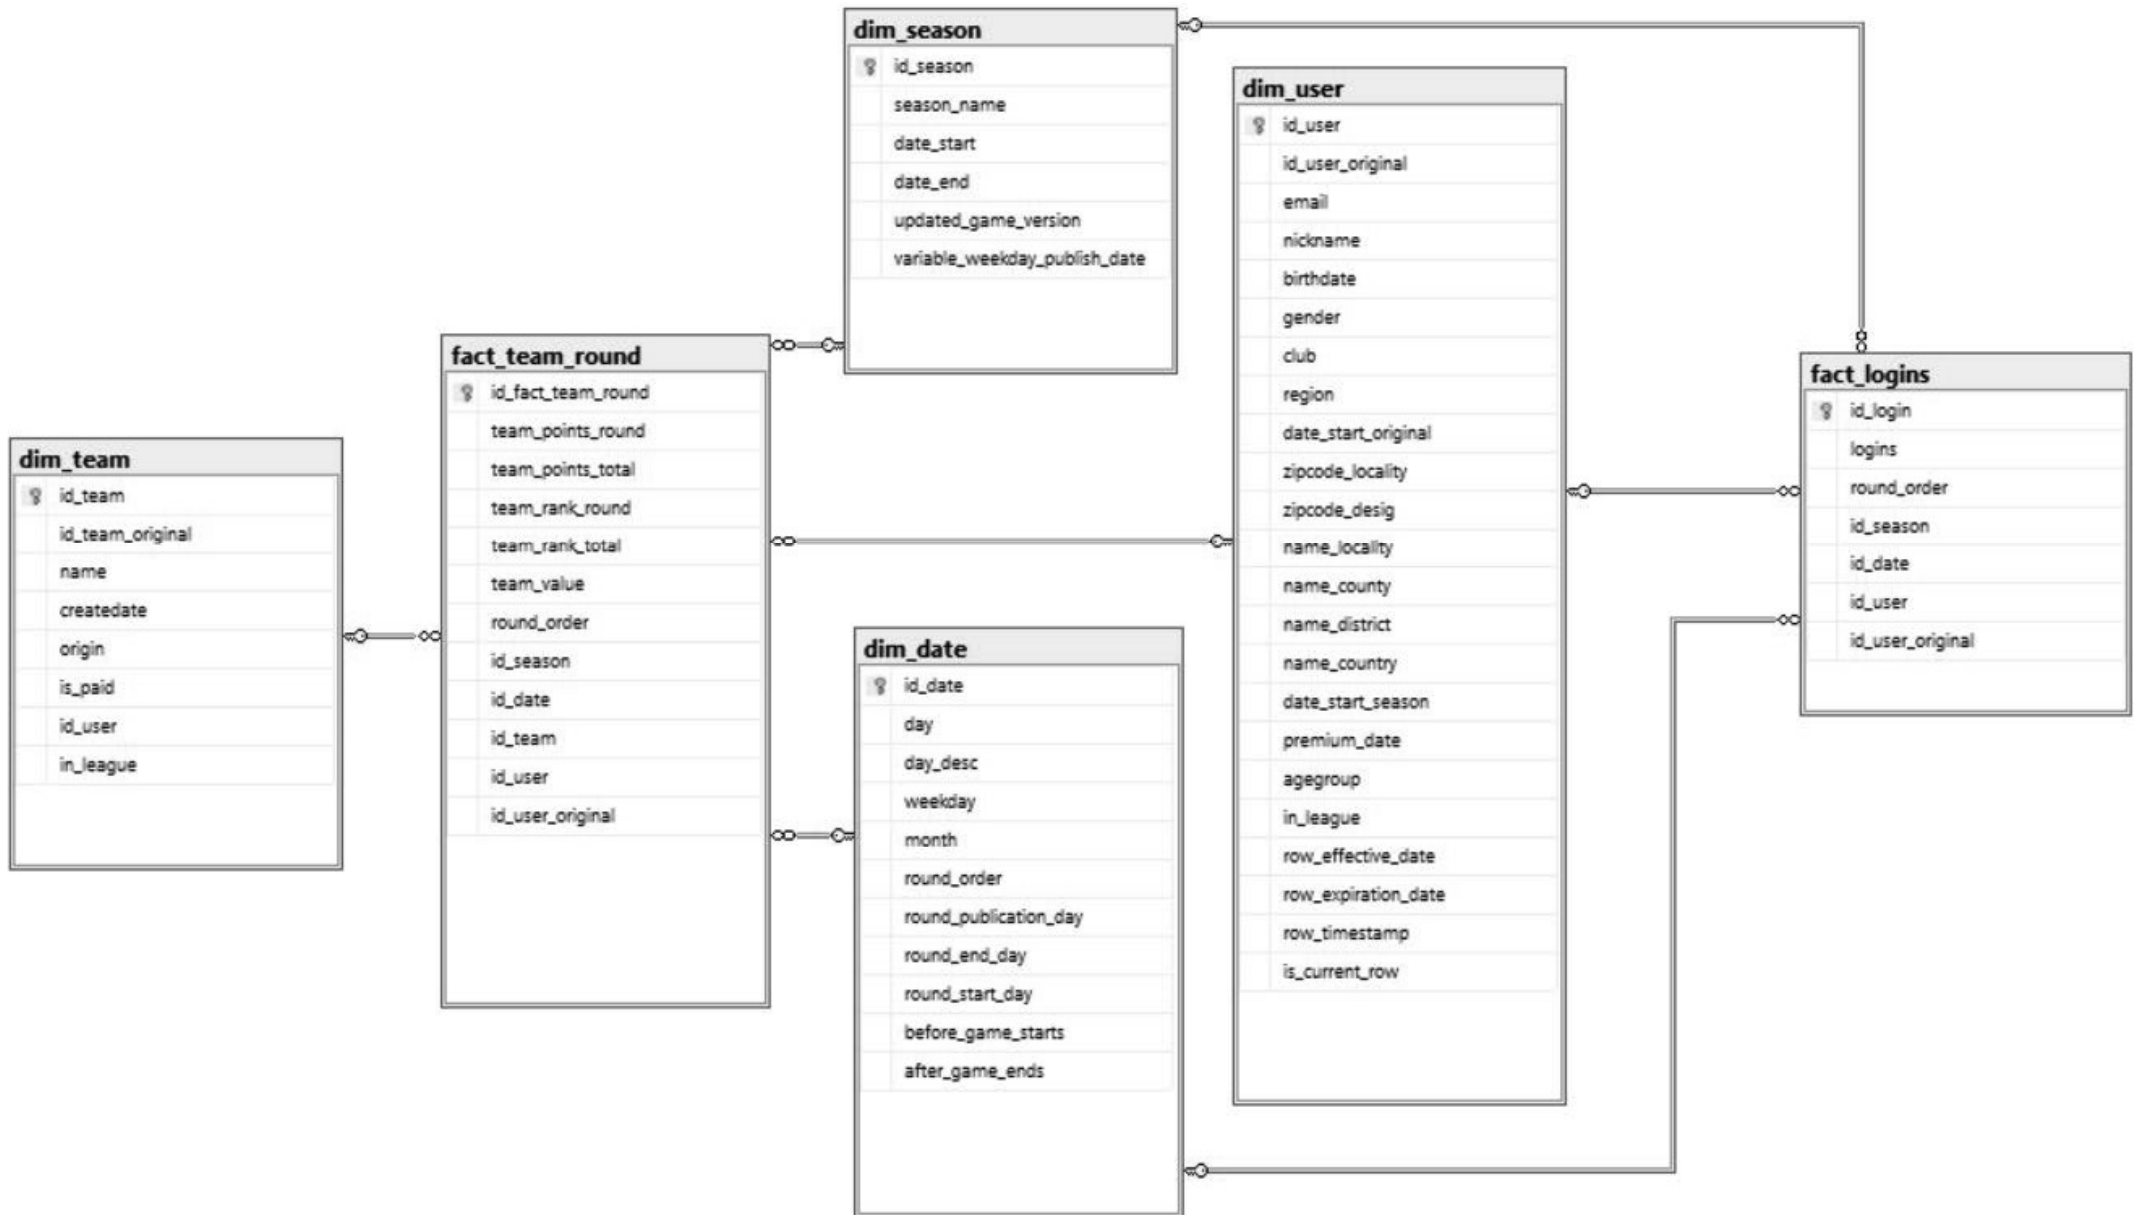 dim_season
id_season
season_name
date_start
date_end
updated_game_version
variable_weekday_publish_date
dim_user
id_user
id_user_original
email
nickname
birthdate
gender
club
region
date_start_original
zipcode_locality
zipcode_desig
name_locality
name_county
name_district
name_country
date_start_season
premium_date
agegroup
in_league
row_effective_date
row_expiration_date
row_timestamp
is_current_row
fact_logins
id_login
logins
round_order
id_season
id_date
id_user
id_user_original
fact_team_round
id_fact_team_round
team_points_round
team_points_total
team_rank_round
team_rank_total
team_value
round_order
id_season
id_date
id_team
id_user
id_user_original
dim_team
id_team
id_team_original
name
createdate
origin
is_paid
id_user
in_league
dim_date
id_date
day
day_desc
weekday
month
round_order
round_publication_day
round_end_day
round_start_day
before_game_starts
after_game_ends